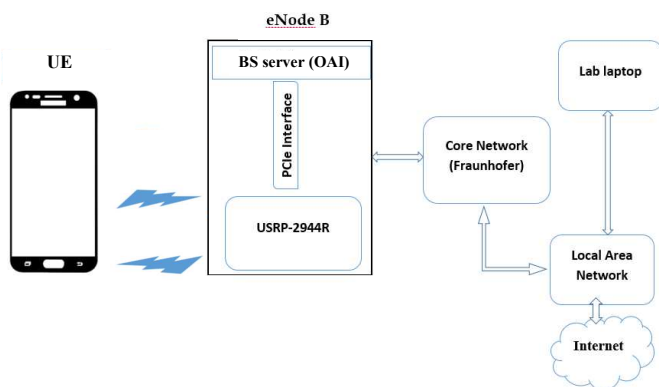 eNode B
UE
BS server (OAI)
PCIe Interface
USRP-2944R
Core Network
(Fraunhofer)
Lab laptop
Local Area
Network
Internet